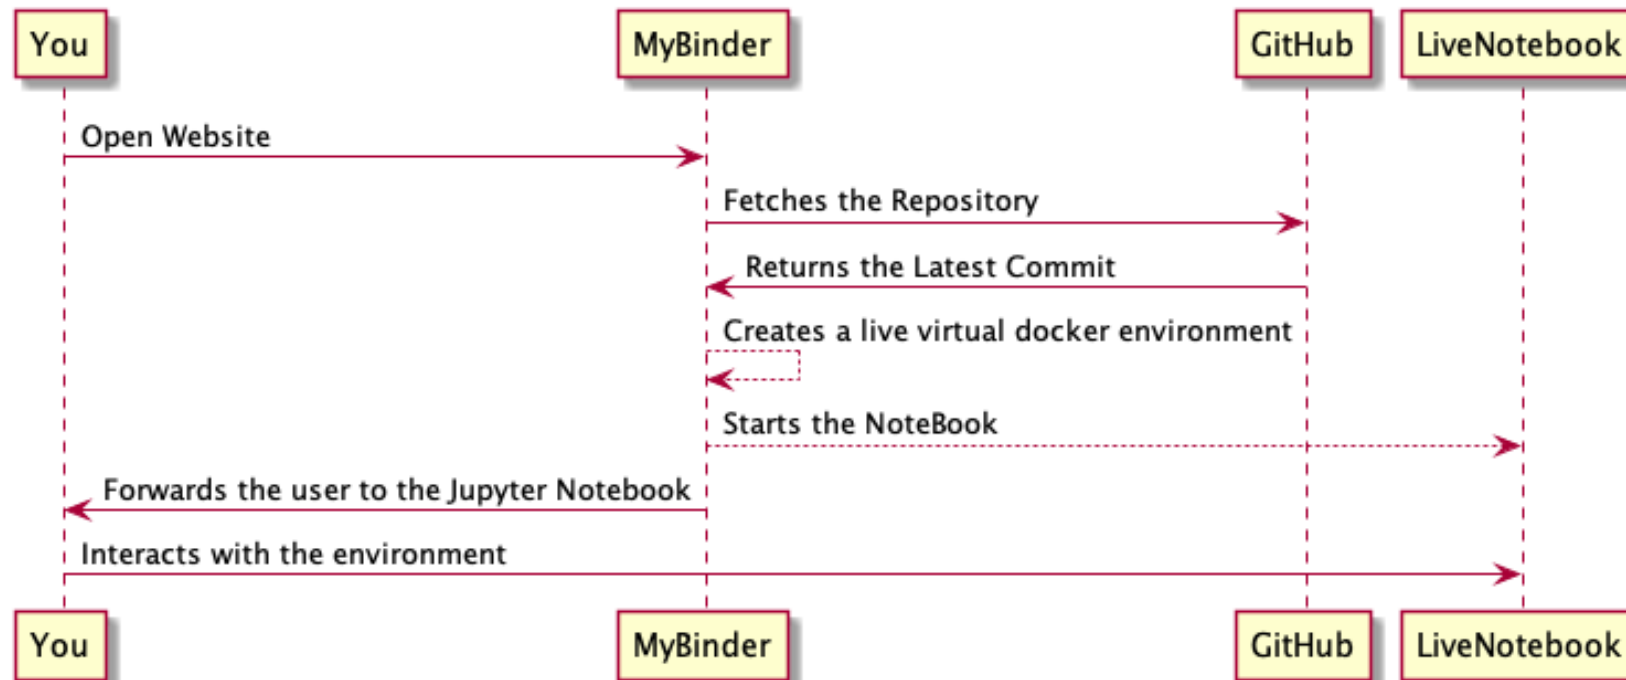 You MyBinder GitHub LiveNotebook
Open Website
Fetches the Repository
Returns the Latest Commit
Creates a live virtual docker environment
Starts the NoteBook
Forwards the user to the Jupyter Notebook
Interacts with the environment
You MyBinder GitHub LiveNotebook